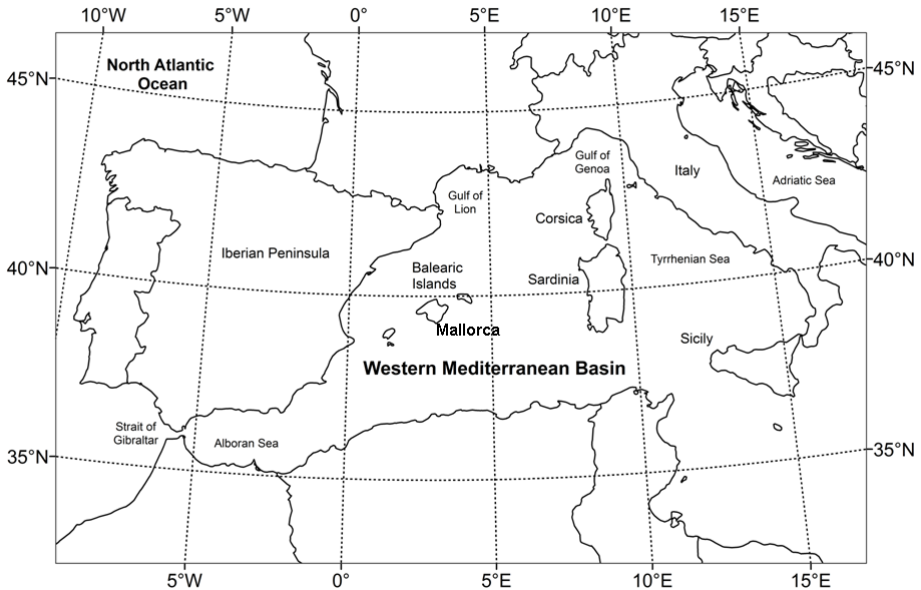 10°W 5°W 0° 5°E 10°E 15°E
North Atlantic
Ocean
45°N
45°N
Gulf of
Genoa
Italy
Adriatic Sea
Gulf of
Lion
Corsica
Iberian Peninsula
Tyrrhenian Sea
40°N
40°N
Balearic
Islands
Sardinia
Mallorca
Sicily
Western Mediterranean Basin
Strait of
Gibraltar
Alboran Sea
35°N
35°N
5°W 0° 5°E 10°E 15°E